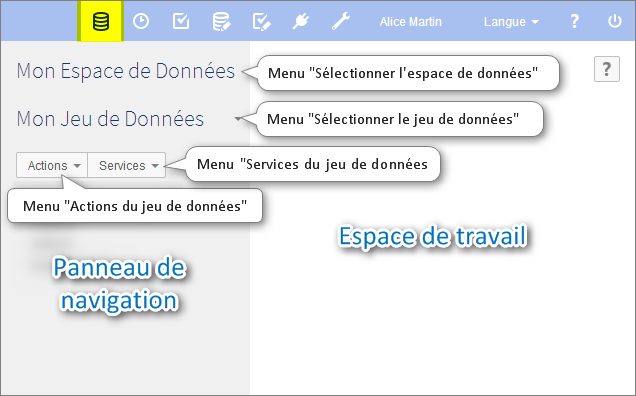 Alice Martin Langue ?
Mon Espace de Données
Menu "Sélectionner l'espace de données"
?
Mon Jeu de Données
Menu "Sélectionner le jeu de données"
Actions Services
Menu "Services du jeu de données
Menu "Actions du jeu de données"
Espace de travail
Panneau de
navigation